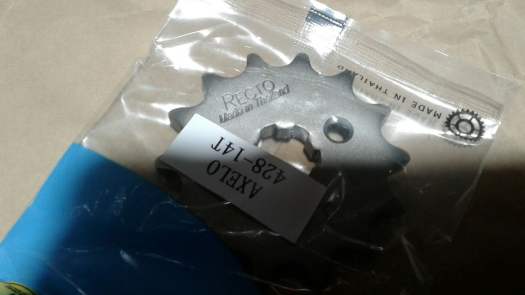 RECTO
Made in Thailand
MADE IN THAILAND
AXELO
428-14T